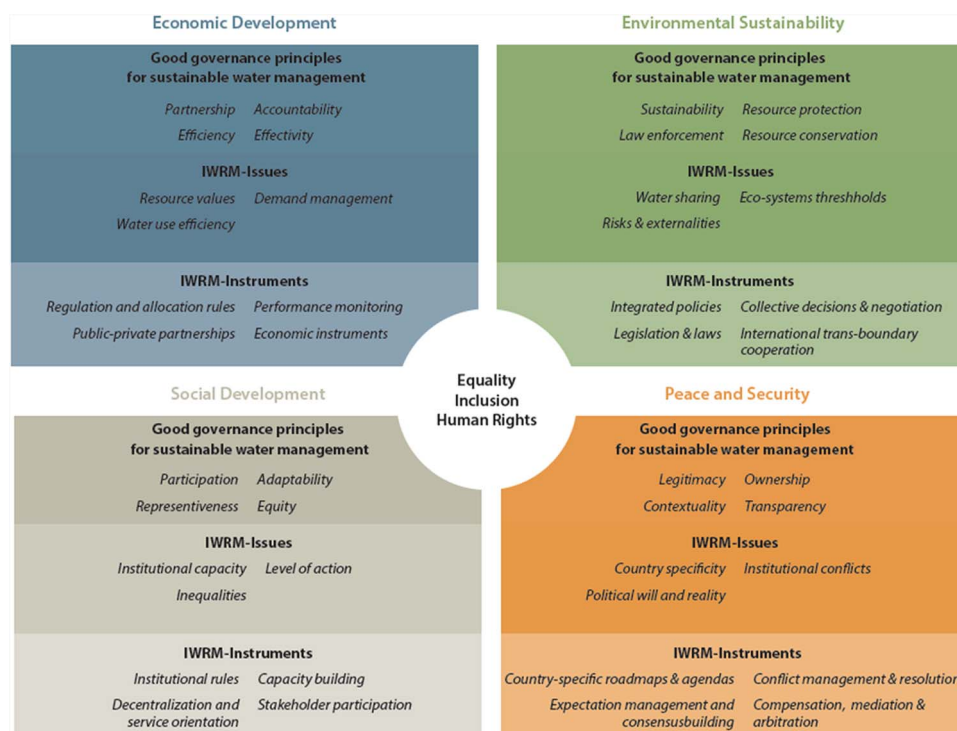 Economic Development
Good governance principles
for sustainable water management
Partnership Accountability
Efficiency Effectivity
IWRM-Issues
Resource values Demand management
Water use efficiency
IWRM-Instruments
Regulation and allocation rules Performance monitoring
Public-private partnerships Economic instruments
Environmental Sustainability
Good governance principles
for sustainable water management
Sustainability Resource protection
Law enforcement Resource conservation
IWRM-Issues
Water sharing Eco-systems threshholds
Risks & externalities
IWRM-Instruments
Integrated policies Collective decisions & negotiation
Legislation & laws International trans-boundary
cooperation
Equality
Inclusion
Human Rights
Social Development
Good governance principles
for sustainable water management
Participation Adaptability
Representiveness Equity
IWRM-Issues
Institutional capacity Level of action
Inequalities
IWRM-Instruments
Institutional rules Capacity building
Decentralization and Stakeholder participation
service orientation
Peace and Security
Good governance principles
for sustainable water management
Legitimacy Ownership
Contextuality Transparency
IWRM-Issues
Country specificity Institutional conflicts
Political will and reality
IWRM-Instruments
Country-specific roadmaps & agendas Conflict management & resolution
Expectation management and Compensation, mediation &
consensusbuilding arbitration